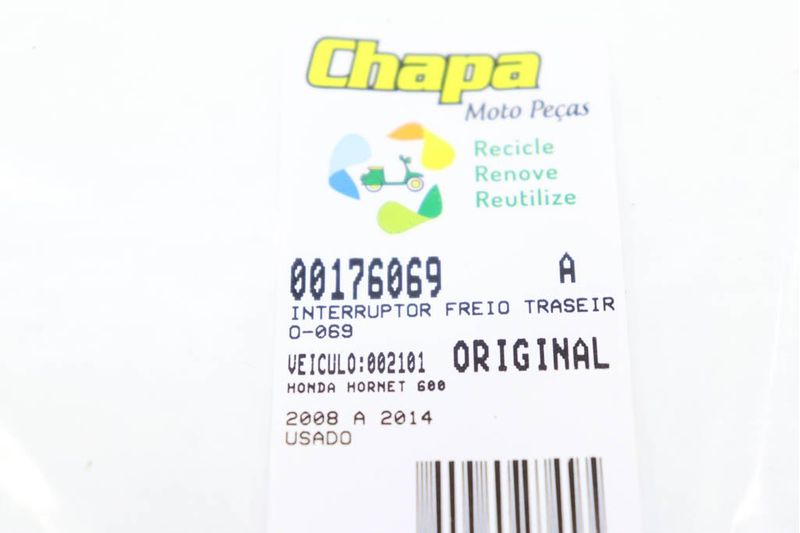 Chapa
Moto Peças
Recicle
Renove
Reutilize
00176069 A
INTERRUPTOR FREIO TRASEIR
O-069
VEICULO:002101 ORIGINAL
HONDA HORNET 600
2008 A 2014
USADO